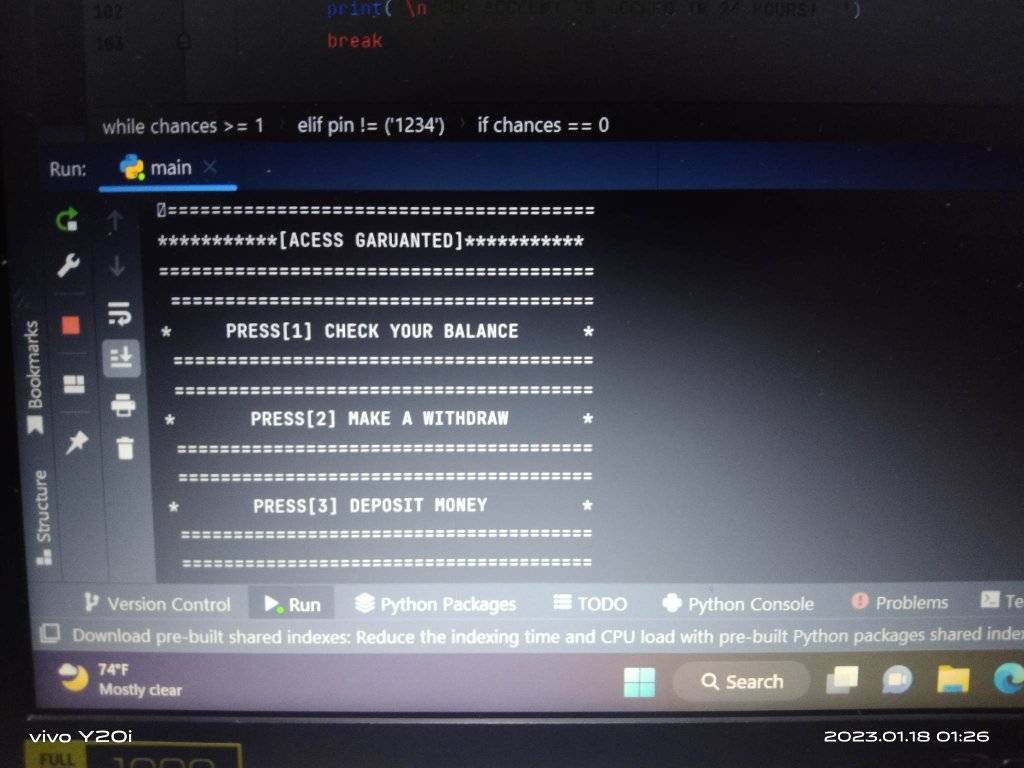 102 print( \n
103 break
while chances >= 1 elif pin != ('1234') if chances == 0
Run: main
=======================================
***********[ACESS GARUANTED]***********
=======================================
=======================================
* PRESS[1] CHECK YOUR BALANCE *
=======================================
=======================================
* PRESS[2] MAKE A WITHDRAW *
=======================================
=======================================
* PRESS[3] DEPOSIT MONEY *
=======================================
=======================================
Bookmarks
Structure
Version Control Run Python Packages TODO Python Console Problems Te
Download pre-built shared indexes: Reduce the indexing time and CPU load with pre-built Python packages shared index
74°F
Mostly clear
Search
vivo Y20i
2023.01.18 01:26
FULL